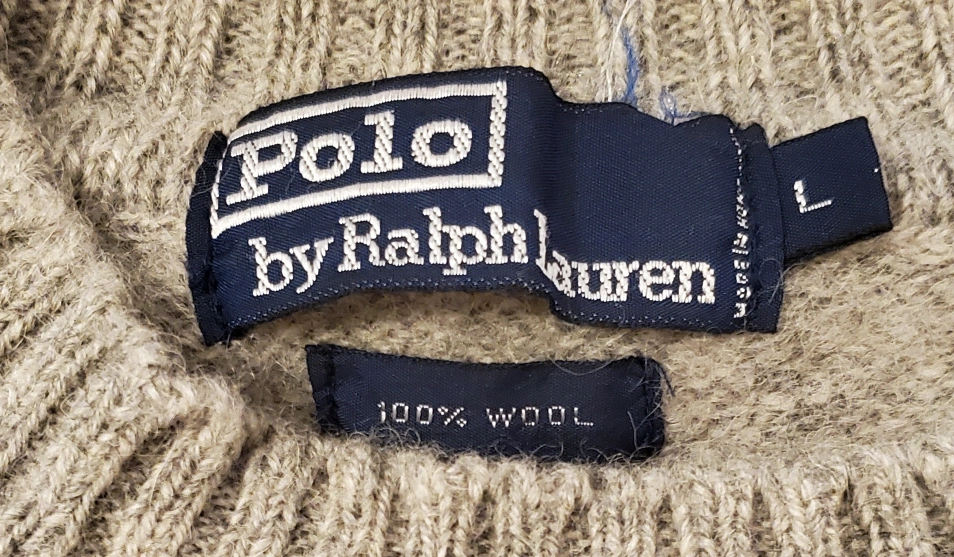 Polo
by Ralph Lauren
L
100% WOOL